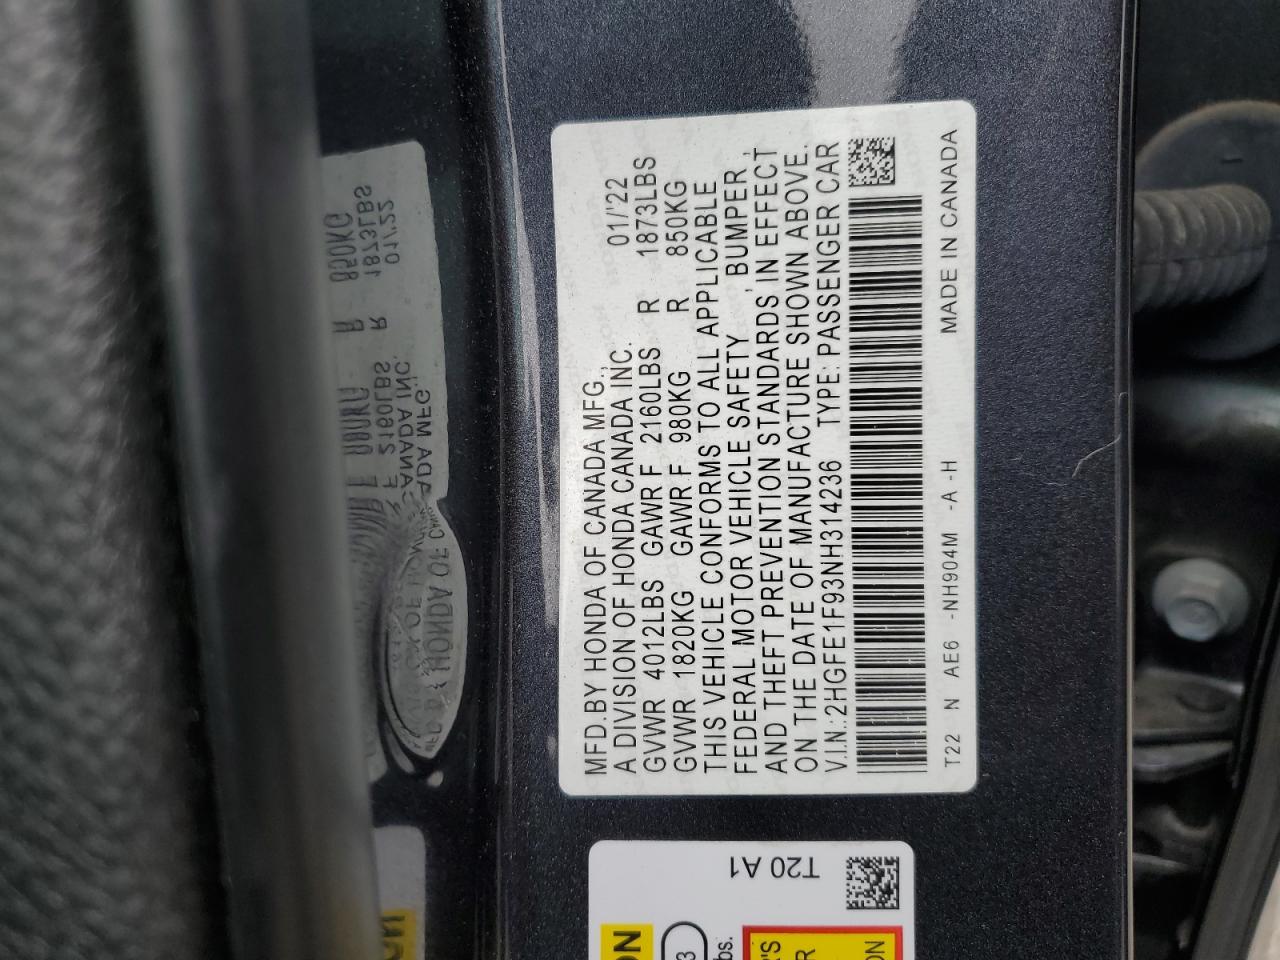 MFD.BY HONDA OF CANADA MFG., 01/'22
A DIVISION OF HONDA CANADA INC.
GVWR 4012LBS GAWR F 2160LBS R 1873LBS
GVWR 1820KG GAWR F 980KG R 850KG
THIS VEHICLE CONFORMS TO ALL APPLICABLE
FEDERAL MOTOR VEHICLE SAFETY, BUMPER,
AND THEFT PREVENTION STANDARDS IN EFFECT
ON THE DATE OF MANUFACTURE SHOWN ABOVE.
V.I.N.:2HGFE1F93NH314236 TYPE: PASSENGER CAR
T22 N AE6 -NH904M -A -H MADE IN CANADA
T20 A1